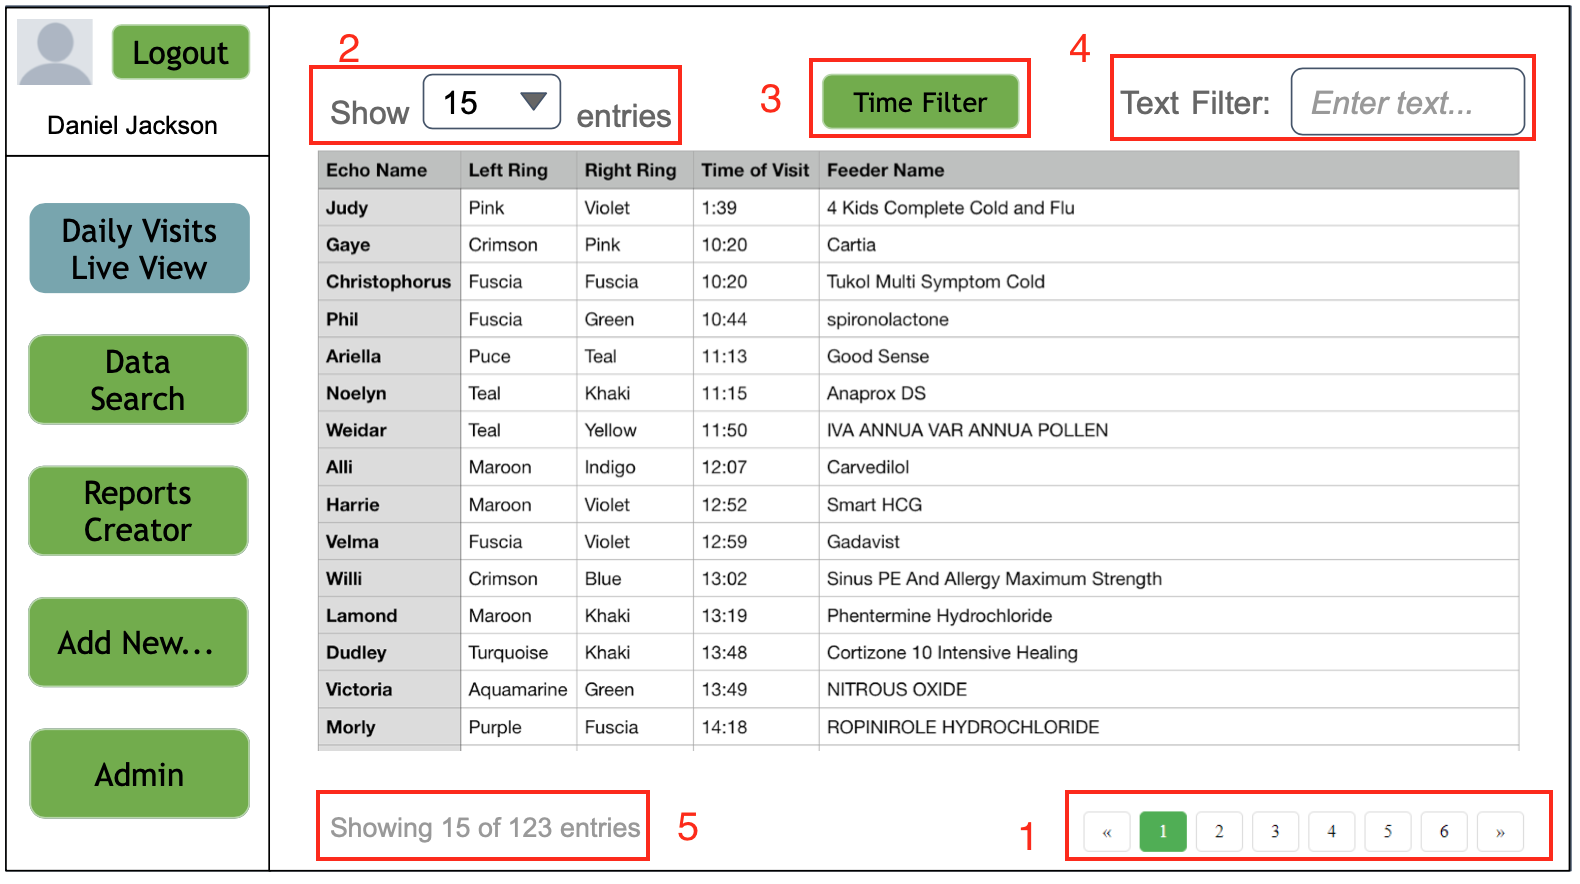 Logout
Daniel Jackson
Daily Visits
Live View
Data
Search
Reports
Creator
Add New...
Admin
2
Show 15 entries
3
Time Filter
4
Text Filter: Enter text...
Echo Name Left Ring Right Ring Time of Visit Feeder Name
Judy Pink Violet 1:39 4 Kids Complete Cold and Flu
Gaye Crimson Pink 10:20 Cartia
Christophorus Fuscia Fuscia 10:20 Tukol Multi Symptom Cold
Phil Fuscia Green 10:44 spironolactone
Ariella Puce Teal 11:13 Good Sense
Noelyn Teal Khaki 11:15 Anaprox DS
Weidar Teal Yellow 11:50 IVA ANNUA VAR ANNUA POLLEN
Alli Maroon Indigo 12:07 Carvedilol
Harrie Maroon Violet 12:52 Smart HCG
Velma Fuscia Violet 12:59 Gadavist
Willi Crimson Blue 13:02 Sinus PE And Allergy Maximum Strength
Lamond Maroon Khaki 13:19 Phentermine Hydrochloride
Dudley Turquoise Khaki 13:48 Cortizone 10 Intensive Healing
Victoria Aquamarine Green 13:49 NITROUS OXIDE
Morly Purple Fuscia 14:18 ROPINIROLE HYDROCHLORIDE
Showing 15 of 123 entries 5
1 « 1 2 3 4 5 6 »